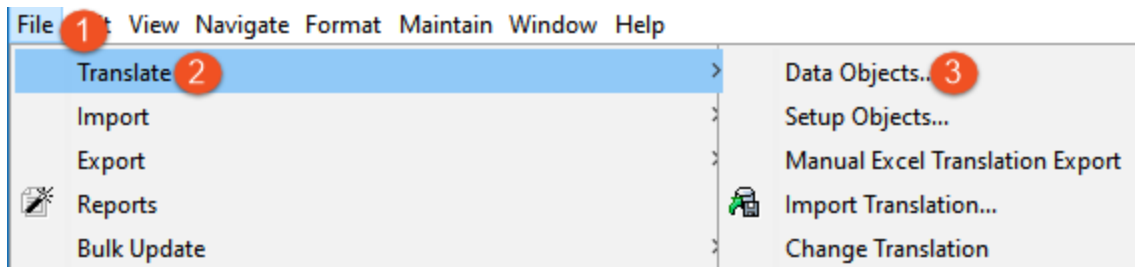 File 1 t View Navigate Format Maintain Window Help
Translate 2 Data Objects.. 3
Import Setup Objects...
Export Manual Excel Translation Export
Reports Import Translation...
Bulk Update Change Translation